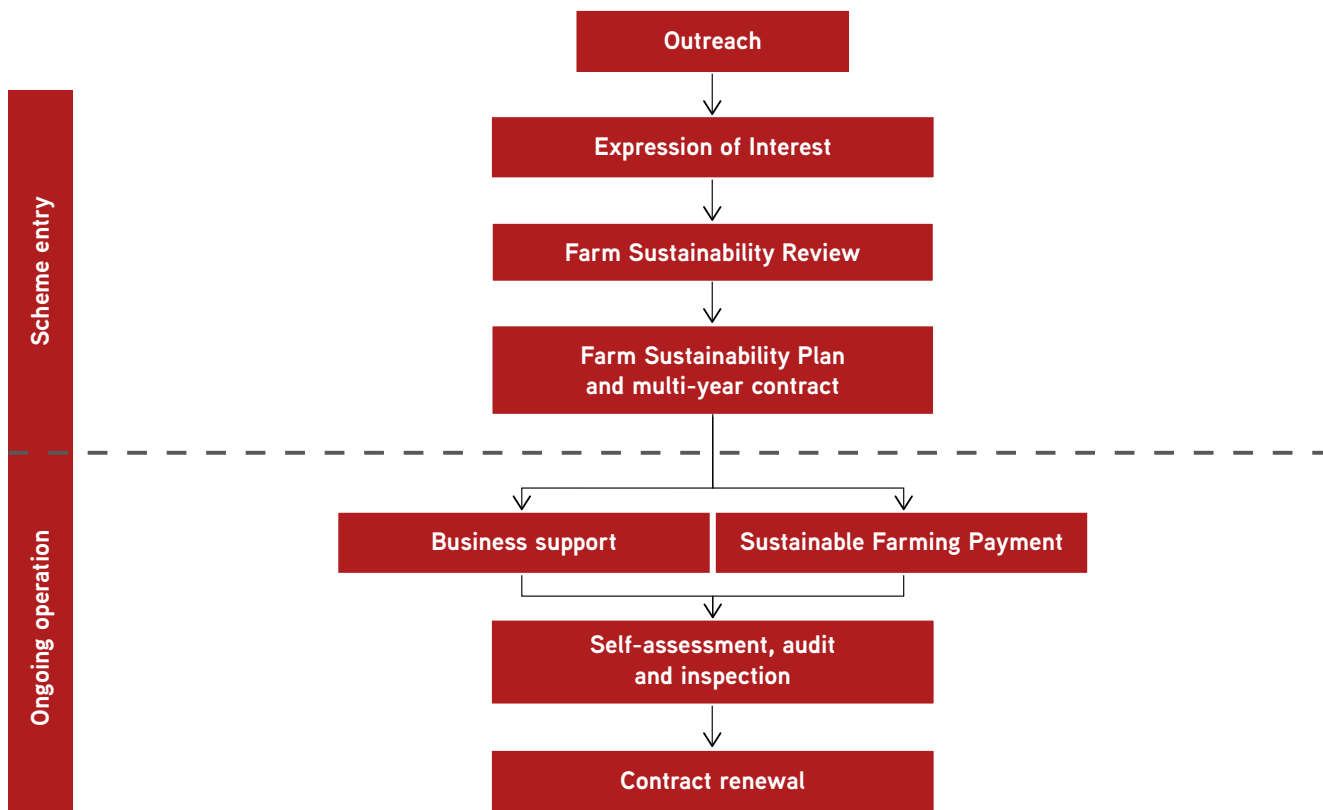 Outreach
Scheme entry
Expression of Interest
Farm Sustainability Review
Farm Sustainability Plan
and multi-year contract
Ongoing operation
Business support
Sustainable Farming Payment
Self-assessment, audit
and inspection
Contract renewal